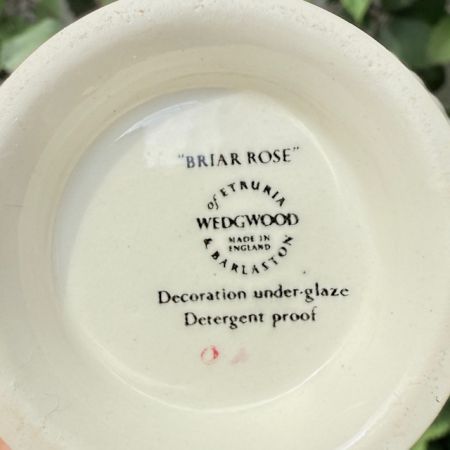 "BRIAR ROSE"
of ETRURIA
WEDGWOOD
MADE IN
ENGLAND
& BARLASTON
Decoration under-glaze
Detergent proof